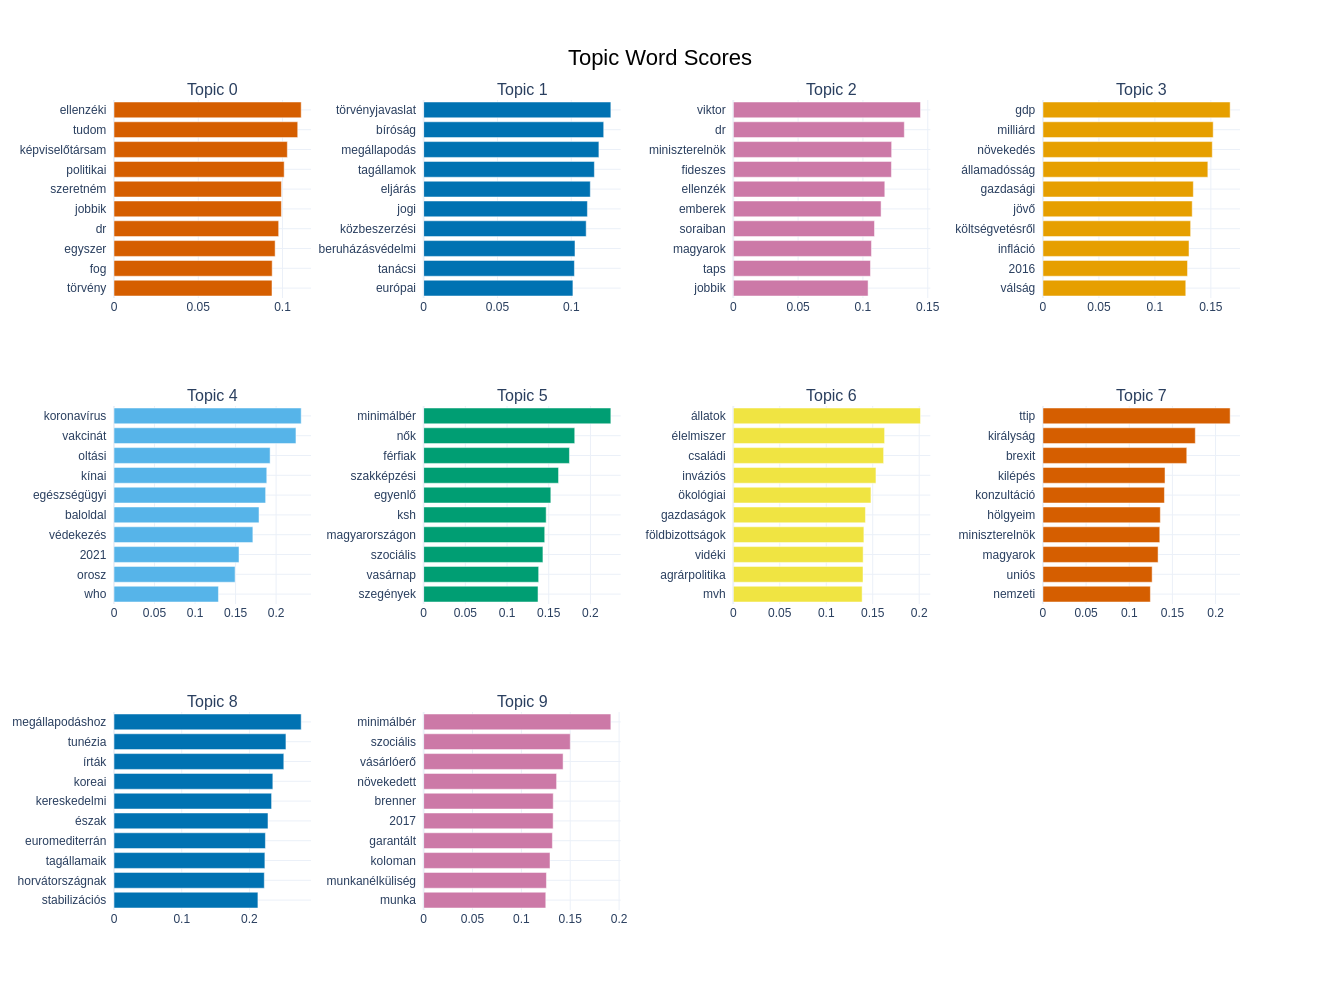 Topic Word Scores
Topic 0
ellenzéki
tudom
képviselőtársam
politikai
szeretném
jobbik
dr
egyszer
fog
törvény
0 0.05 0.1
Topic 1
törvényjavaslat
bíróság
megállapodás
tagállamok
eljárás
jogi
közbeszerzési
beruházásvédelmi
tanácsi
európai
0 0.05 0.1
Topic 2
viktor
dr
miniszterelnök
fideszes
ellenzék
emberek
soraiban
magyarok
taps
jobbik
0 0.05 0.1 0.15
Topic 3
gdp
milliárd
növekedés
államadósság
gazdasági
jövő
költségvetésről
infláció
2016
válság
0 0.05 0.1 0.15
Topic 4
koronavírus
vakcinát
oltási
kínai
egészségügyi
baloldal
védekezés
2021
orosz
who
0 0.05 0.1 0.15 0.2
Topic 5
minimálbér
nők
férfiak
szakképzési
egyenlő
ksh
magyarországon
szociális
vasárnap
szegények
0 0.05 0.1 0.15 0.2
Topic 6
állatok
élelmiszer
családi
inváziós
ökológiai
gazdaságok
földbizottságok
vidéki
agrárpolitika
mvh
0 0.05 0.1 0.15 0.2
Topic 7
ttip
királyság
brexit
kilépés
konzultáció
hölgyeim
miniszterelnök
magyarok
uniós
nemzeti
0 0.05 0.1 0.15 0.2
Topic 8
megállapodáshoz
tunézia
írták
koreai
kereskedelmi
észak
euromediterrán
tagállamaik
horvátországnak
stabilizációs
0 0.1 0.2
Topic 9
minimálbér
szociális
vásárlóerő
növekedett
brenner
2017
garantált
koloman
munkanélküliség
munka
0 0.05 0.1 0.15 0.2